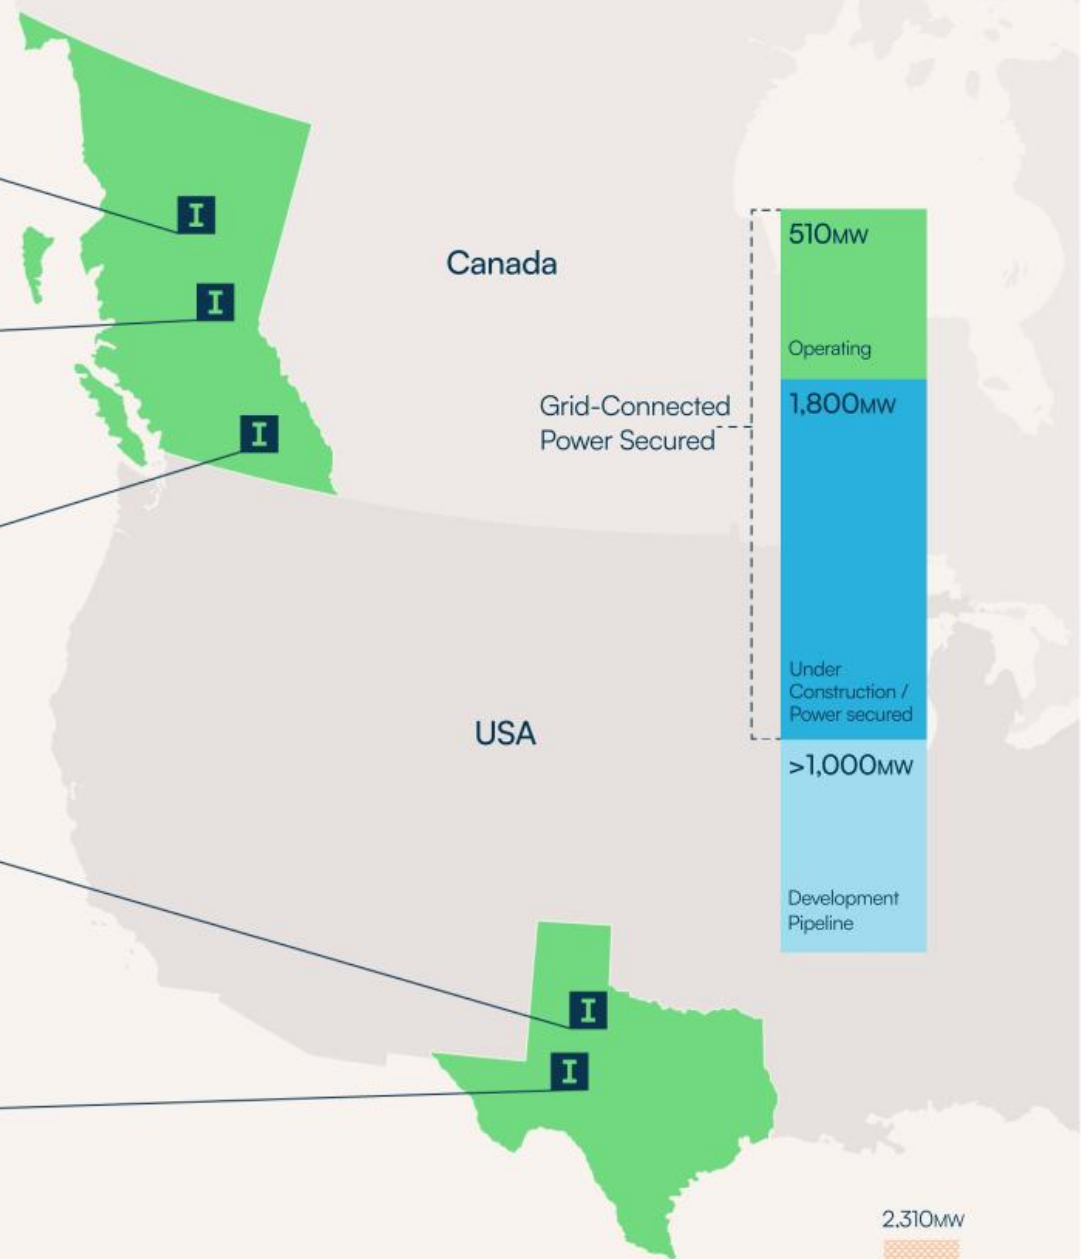 I
I
I
Canada
510MW
Operating
Grid-Connected
Power Secured
1,800MW
Under
Construction /
Power secured
USA
>1,000MW
Development
Pipeline
I
I
2,310MW